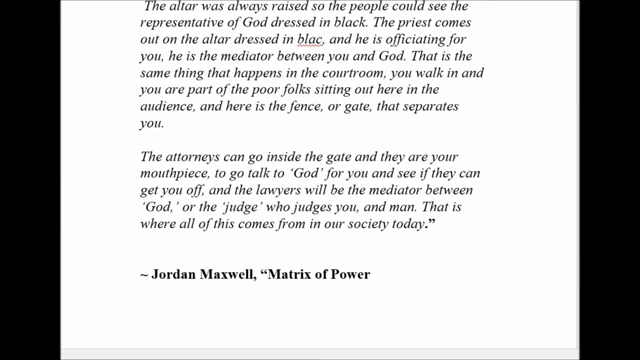 The altar was always raised so the people could see the
representative of God dressed in black. The priest comes
out on the altar dressed in blac, and he is officiating for
you, he is the mediator between you and God. That is the
same thing that happens in the courtroom, you walk in and
you are part of the poor folks sitting out here in the
audience, and here is the fence, or gate, that separates
you.
The attorneys can go inside the gate and they are your
mouthpiece, to go talk to ‘God’ for you and see if they can
get you off, and the lawyers will be the mediator between
‘God,’ or the ‘judge’ who judges you, and man. That is
where all of this comes from in our society today.”
~ Jordan Maxwell, “Matrix of Power